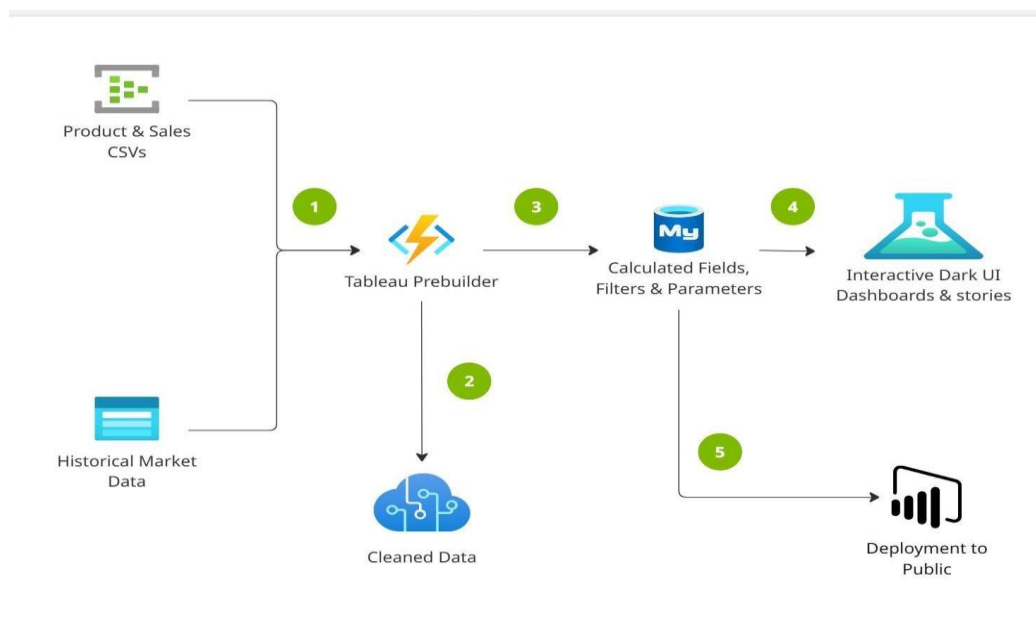 Product & Sales
CSVs
1
3
4
My
Tableau Prebuilder
Calculated Fields,
Filters & Parameters
Interactive Dark UI
Dashboards & stories
2
Historical Market
Data
5
Cleaned Data
Deployment to
Public